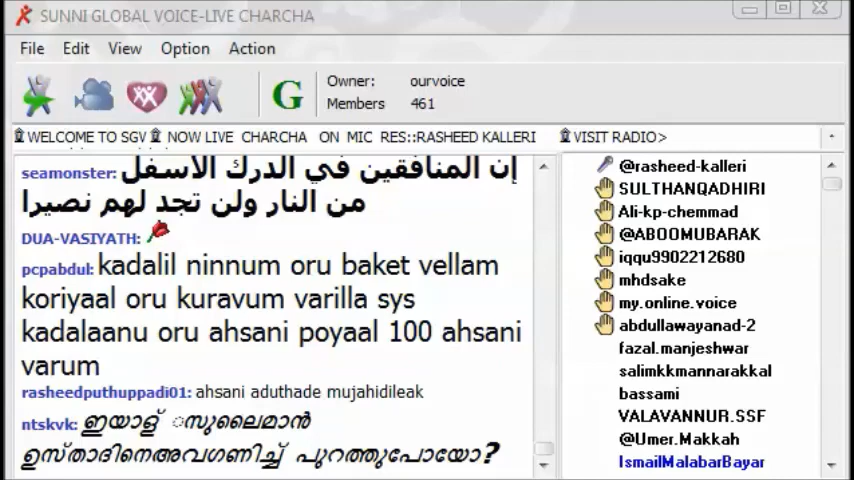 SUNNI GLOBAL VOICE-LIVE CHARCHA
File Edit View Option Action
G
Owner: ourvoice
Members 461
WELCOME TO SGV NOW LIVE CHARCHA ON MIC RES::RASHEED KALLERI VISIT RADIO>
seamonster: إن المنافقين في الدرك الأسفل
من النار ولن تجد لهم نصيرا
DUA-VASIYATH:
pcpabdul: kadalil ninnum oru baket vellam
koriyaal oru kuravum varilla sys
kadalaanu oru ahsani poyaal 100 ahsani
varum
rasheedputhuppadi01: ahsani aduthade mujahidileak
ntskvk: ഇയാള് ുസുലൈമാൻ
ഉസ്താദിനെഅവഗണിച്ച് പുറത്തുപോയോ?
@rasheed-kalleri
SULTHANQADHIRI
Ali-kp-chemmad
@ABOOMUBARAK
iqqu9902212680
mhdsake
my.online.voice
abdullawayanad-2
fazal.manjeshwar
salimkkmannarakkal
bassami
VALAVANNUR.SSF
@Umer.Makkah
IsmailMalabarBayar